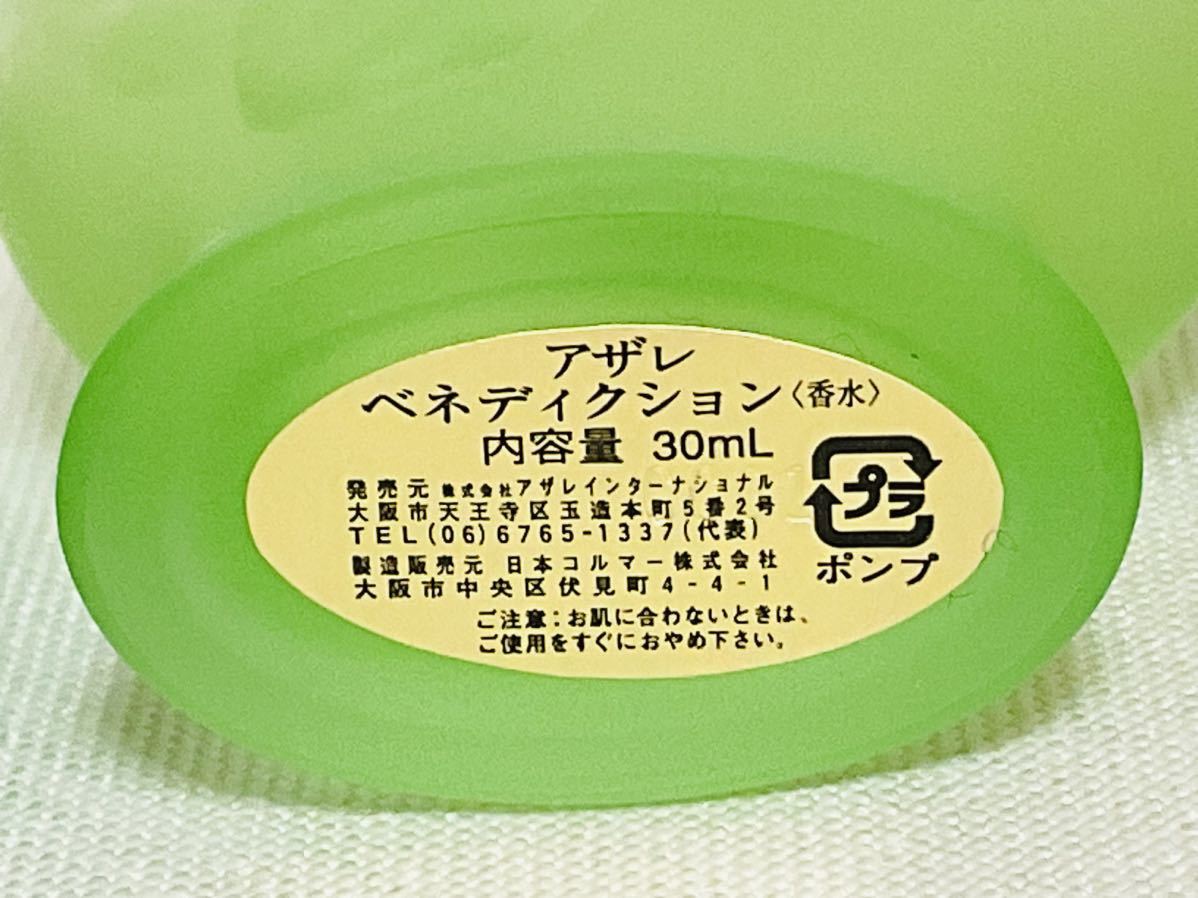 アザレ
ベネディクション〈香水〉
内容量 30mL
発売元 株式会社アザレインターナショナル
大阪市天王寺区玉造本町5番2号
TEL(06)6765-1337(代表)
製造販売元 日本コルマー株式会社
大阪市中央区伏見町4-4-1
プラ
ポンプ
ご注意:お肌に合わないときは、
ご使用をすぐにおやめ下さい。